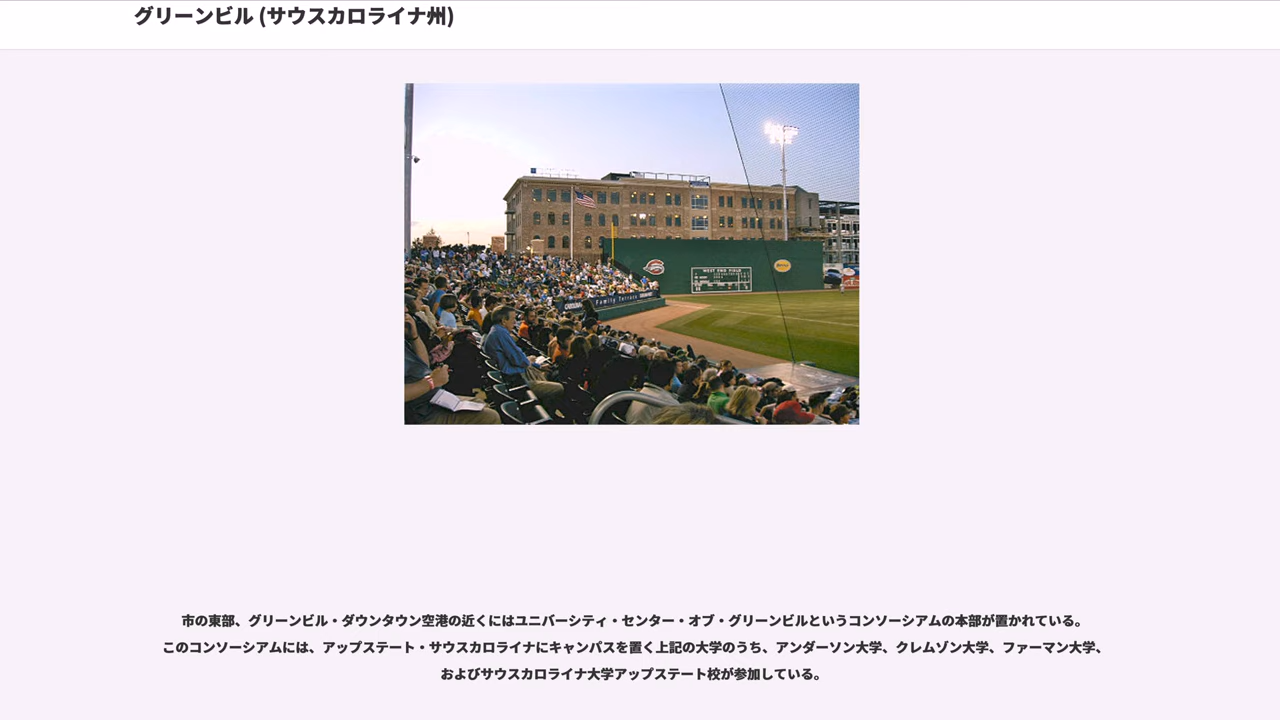 グリーンビル (サウスカロライナ州)
WEST END FIELD
Family Terrace
市の東部、グリーンビル・ダウンタウン空港の近くにはユニバーシティ・センター・オブ・グリーンビルというコンソーシアムの本部が置かれている。
このコンソーシアムには、アップステート・サウスカロライナにキャンパスを置く上記の大学のうち、アンダーソン大学、クレムゾン大学、ファーマン大学、
およびサウスカロライナ大学アップステート校が参加している。